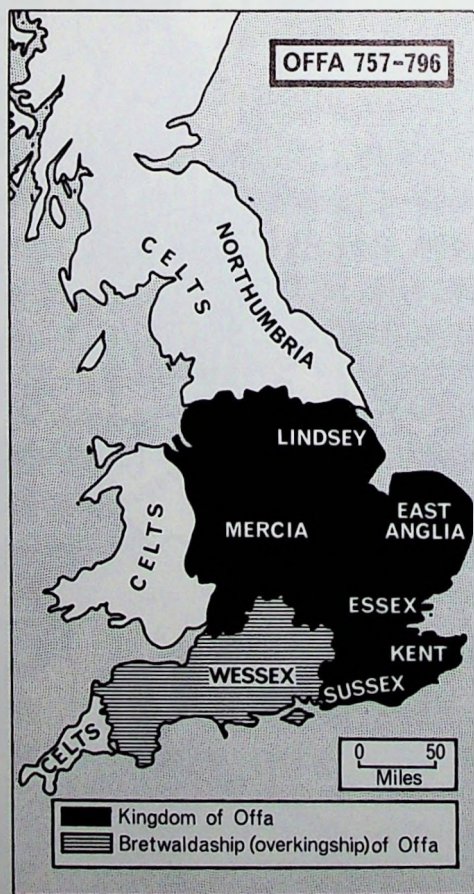 OFFA 757-796
CELTS
NORTHUMBRIA
LINDSEY
MERCIA
EAST
ANGLIA
CELTS
ESSEX
KENT
WESSEX
SUSSEX
CELTS
0 50
Miles
Kingdom of Offa
Bretwaldaship (overkingship) of Offa